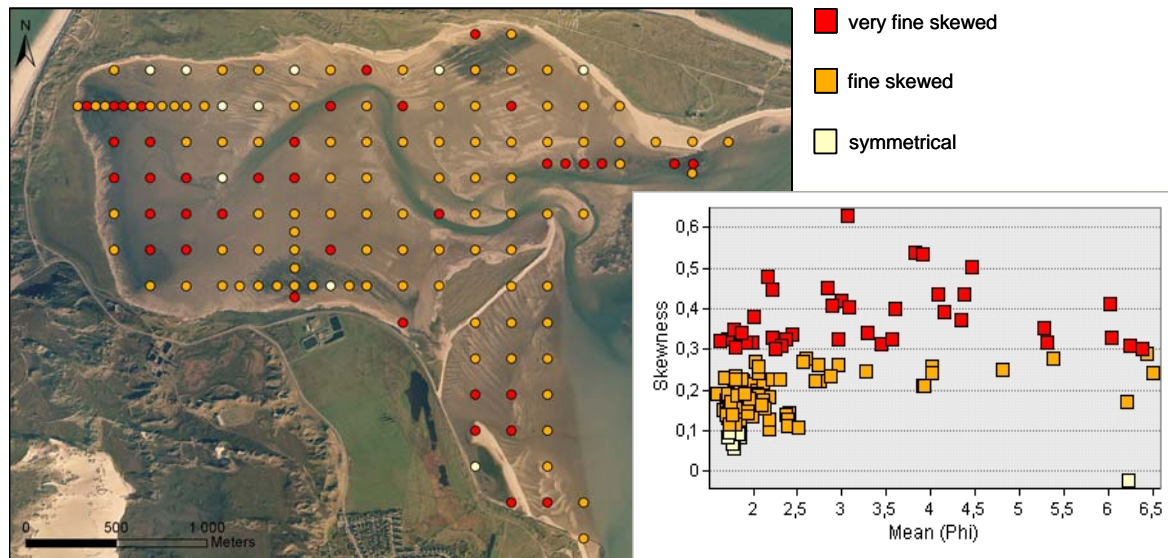 N
very fine skewed
fine skewed
symmetrical
0 500 1 000
Meters
Skewness
0,6
0,5
0,4
0,3
0,2
0,1
0
2 2,5 3 3,5 4 4,5 5 5,5 6 6,5
Mean (Phi)